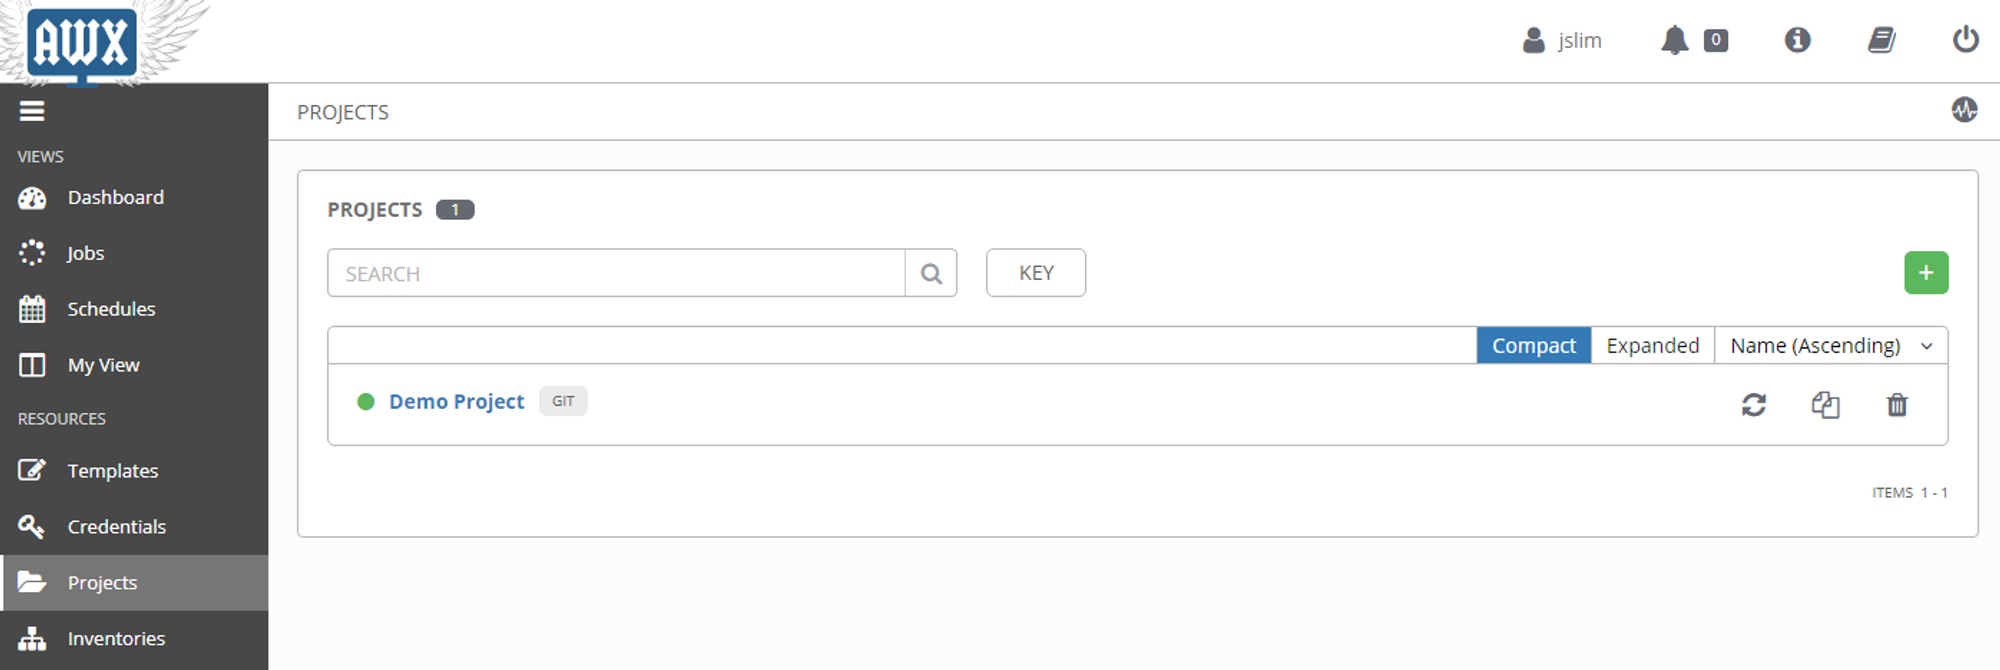 AWX
jslim
0
PROJECTS
VIEWS
Dashboard
Jobs
Schedules
My View
RESOURCES
Templates
Credentials
Projects
Inventories
PROJECTS 1
SEARCH
KEY
+
Compact Expanded Name (Ascending)
Demo Project GIT
ITEMS 1 - 1